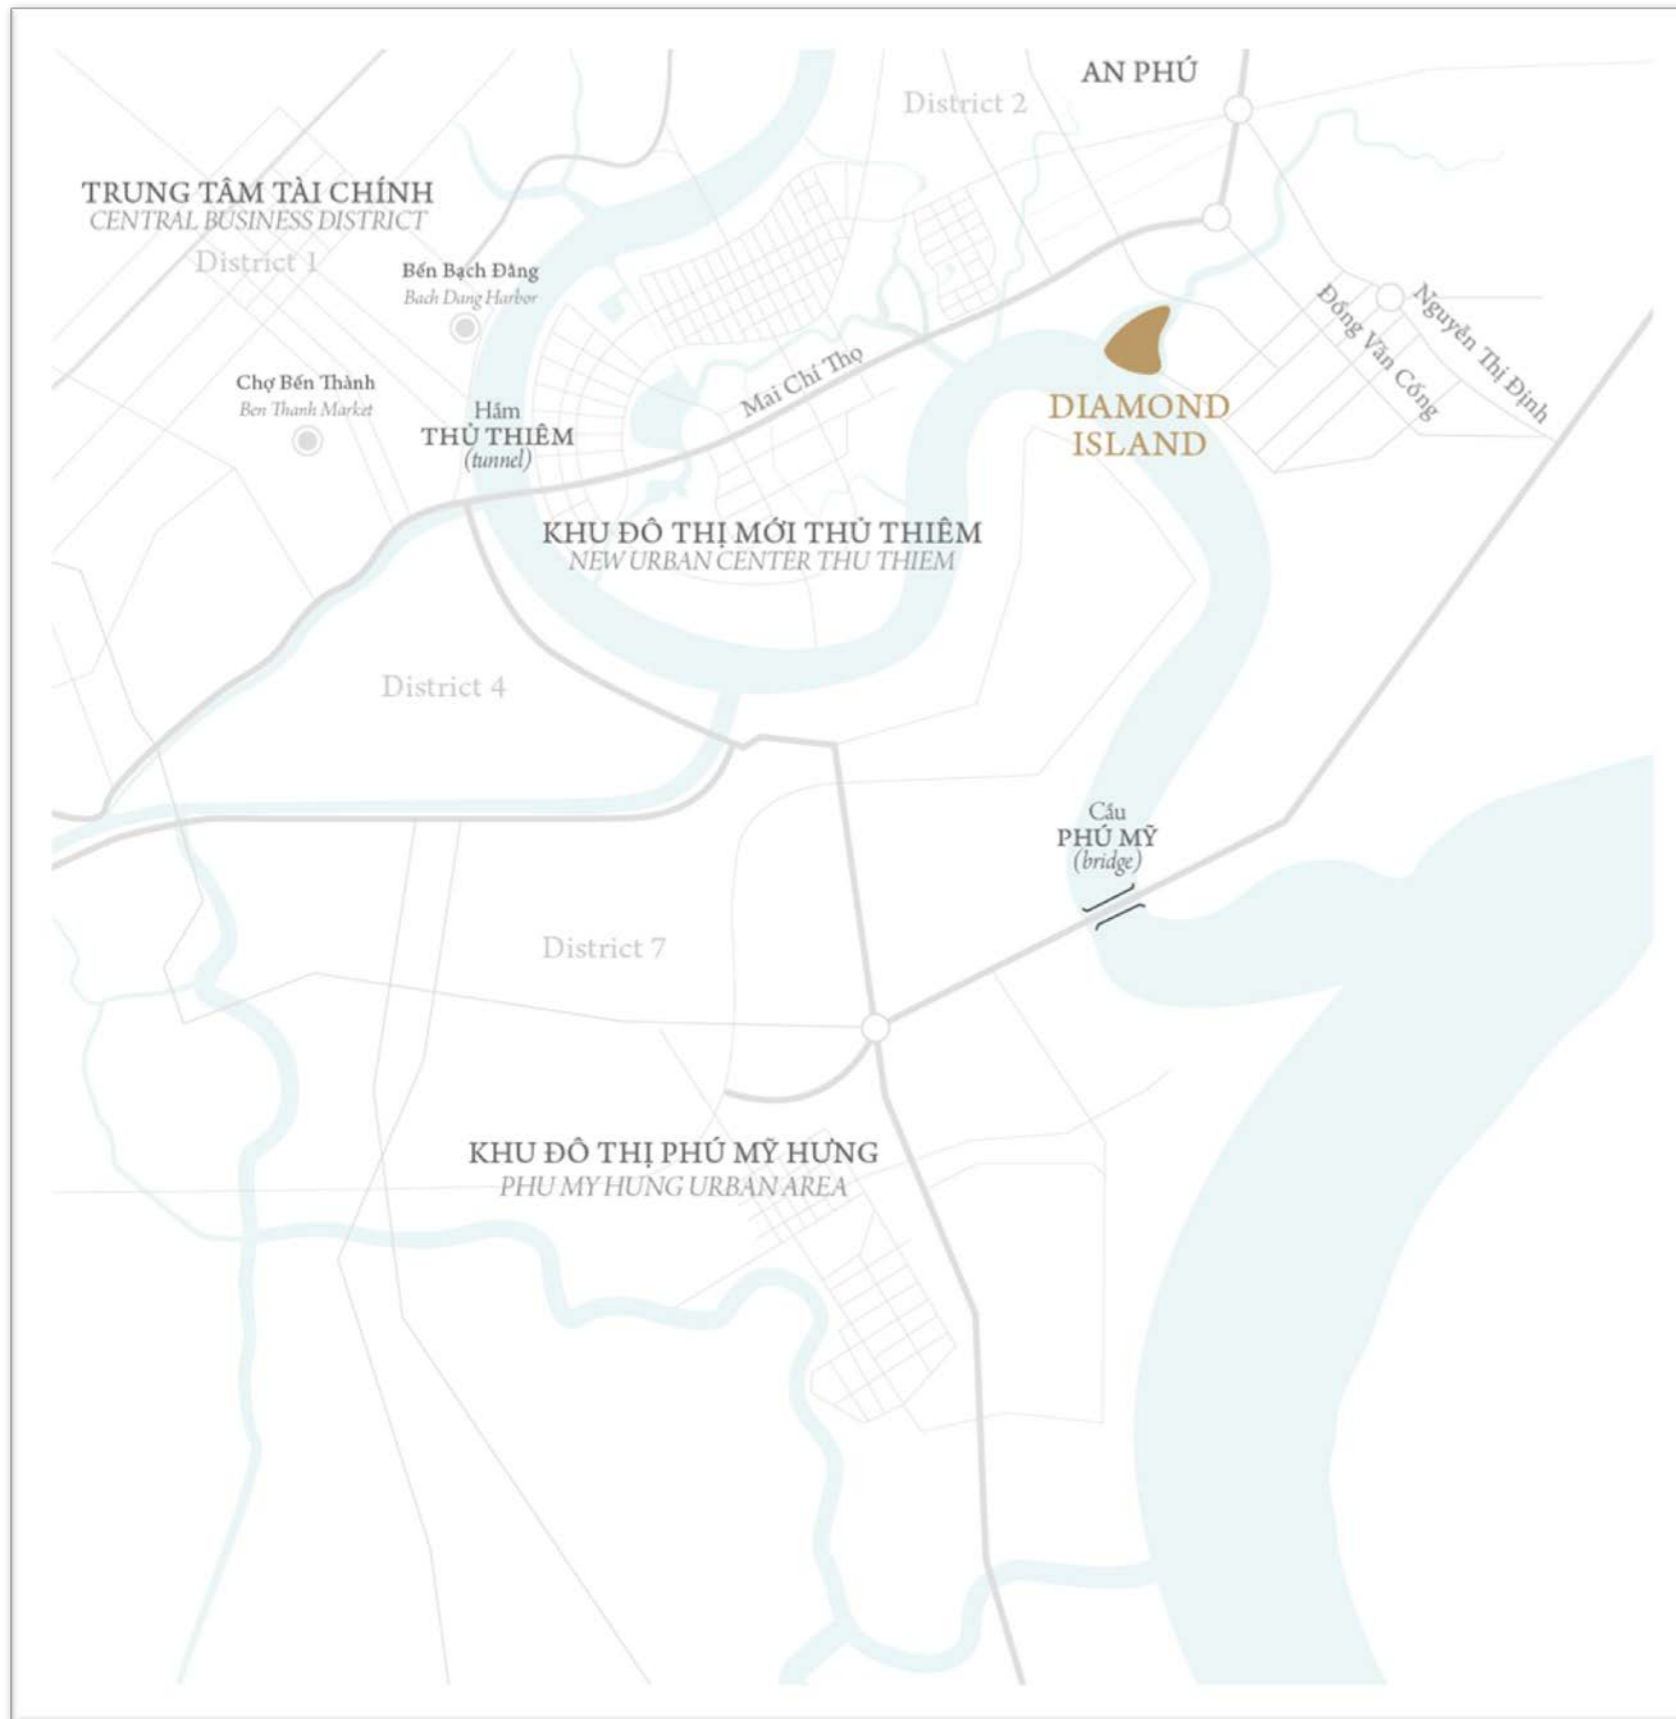 AN PHÚ
District 2
TRUNG TÂM TÀI CHÍNH
CENTRAL BUSINESS DISTRICT
District 1
Bến Bạch Đằng
Bach Dang Harbor
Chợ Bến Thành
Ben Thanh Market
Hầm
THỦ THIÊM
(tunnel)
Mai Chí Thọ
DIAMOND
ISLAND
Đồng Văn Cống
Nguyễn Thị Định
KHU ĐÔ THỊ MỚI THỦ THIÊM
NEW URBAN CENTER THU THIEM
District 4
Cầu
PHÚ MỸ
(bridge)
District 7
KHU ĐÔ THỊ PHÚ MỸ HƯNG
PHU MY HUNG URBAN AREA